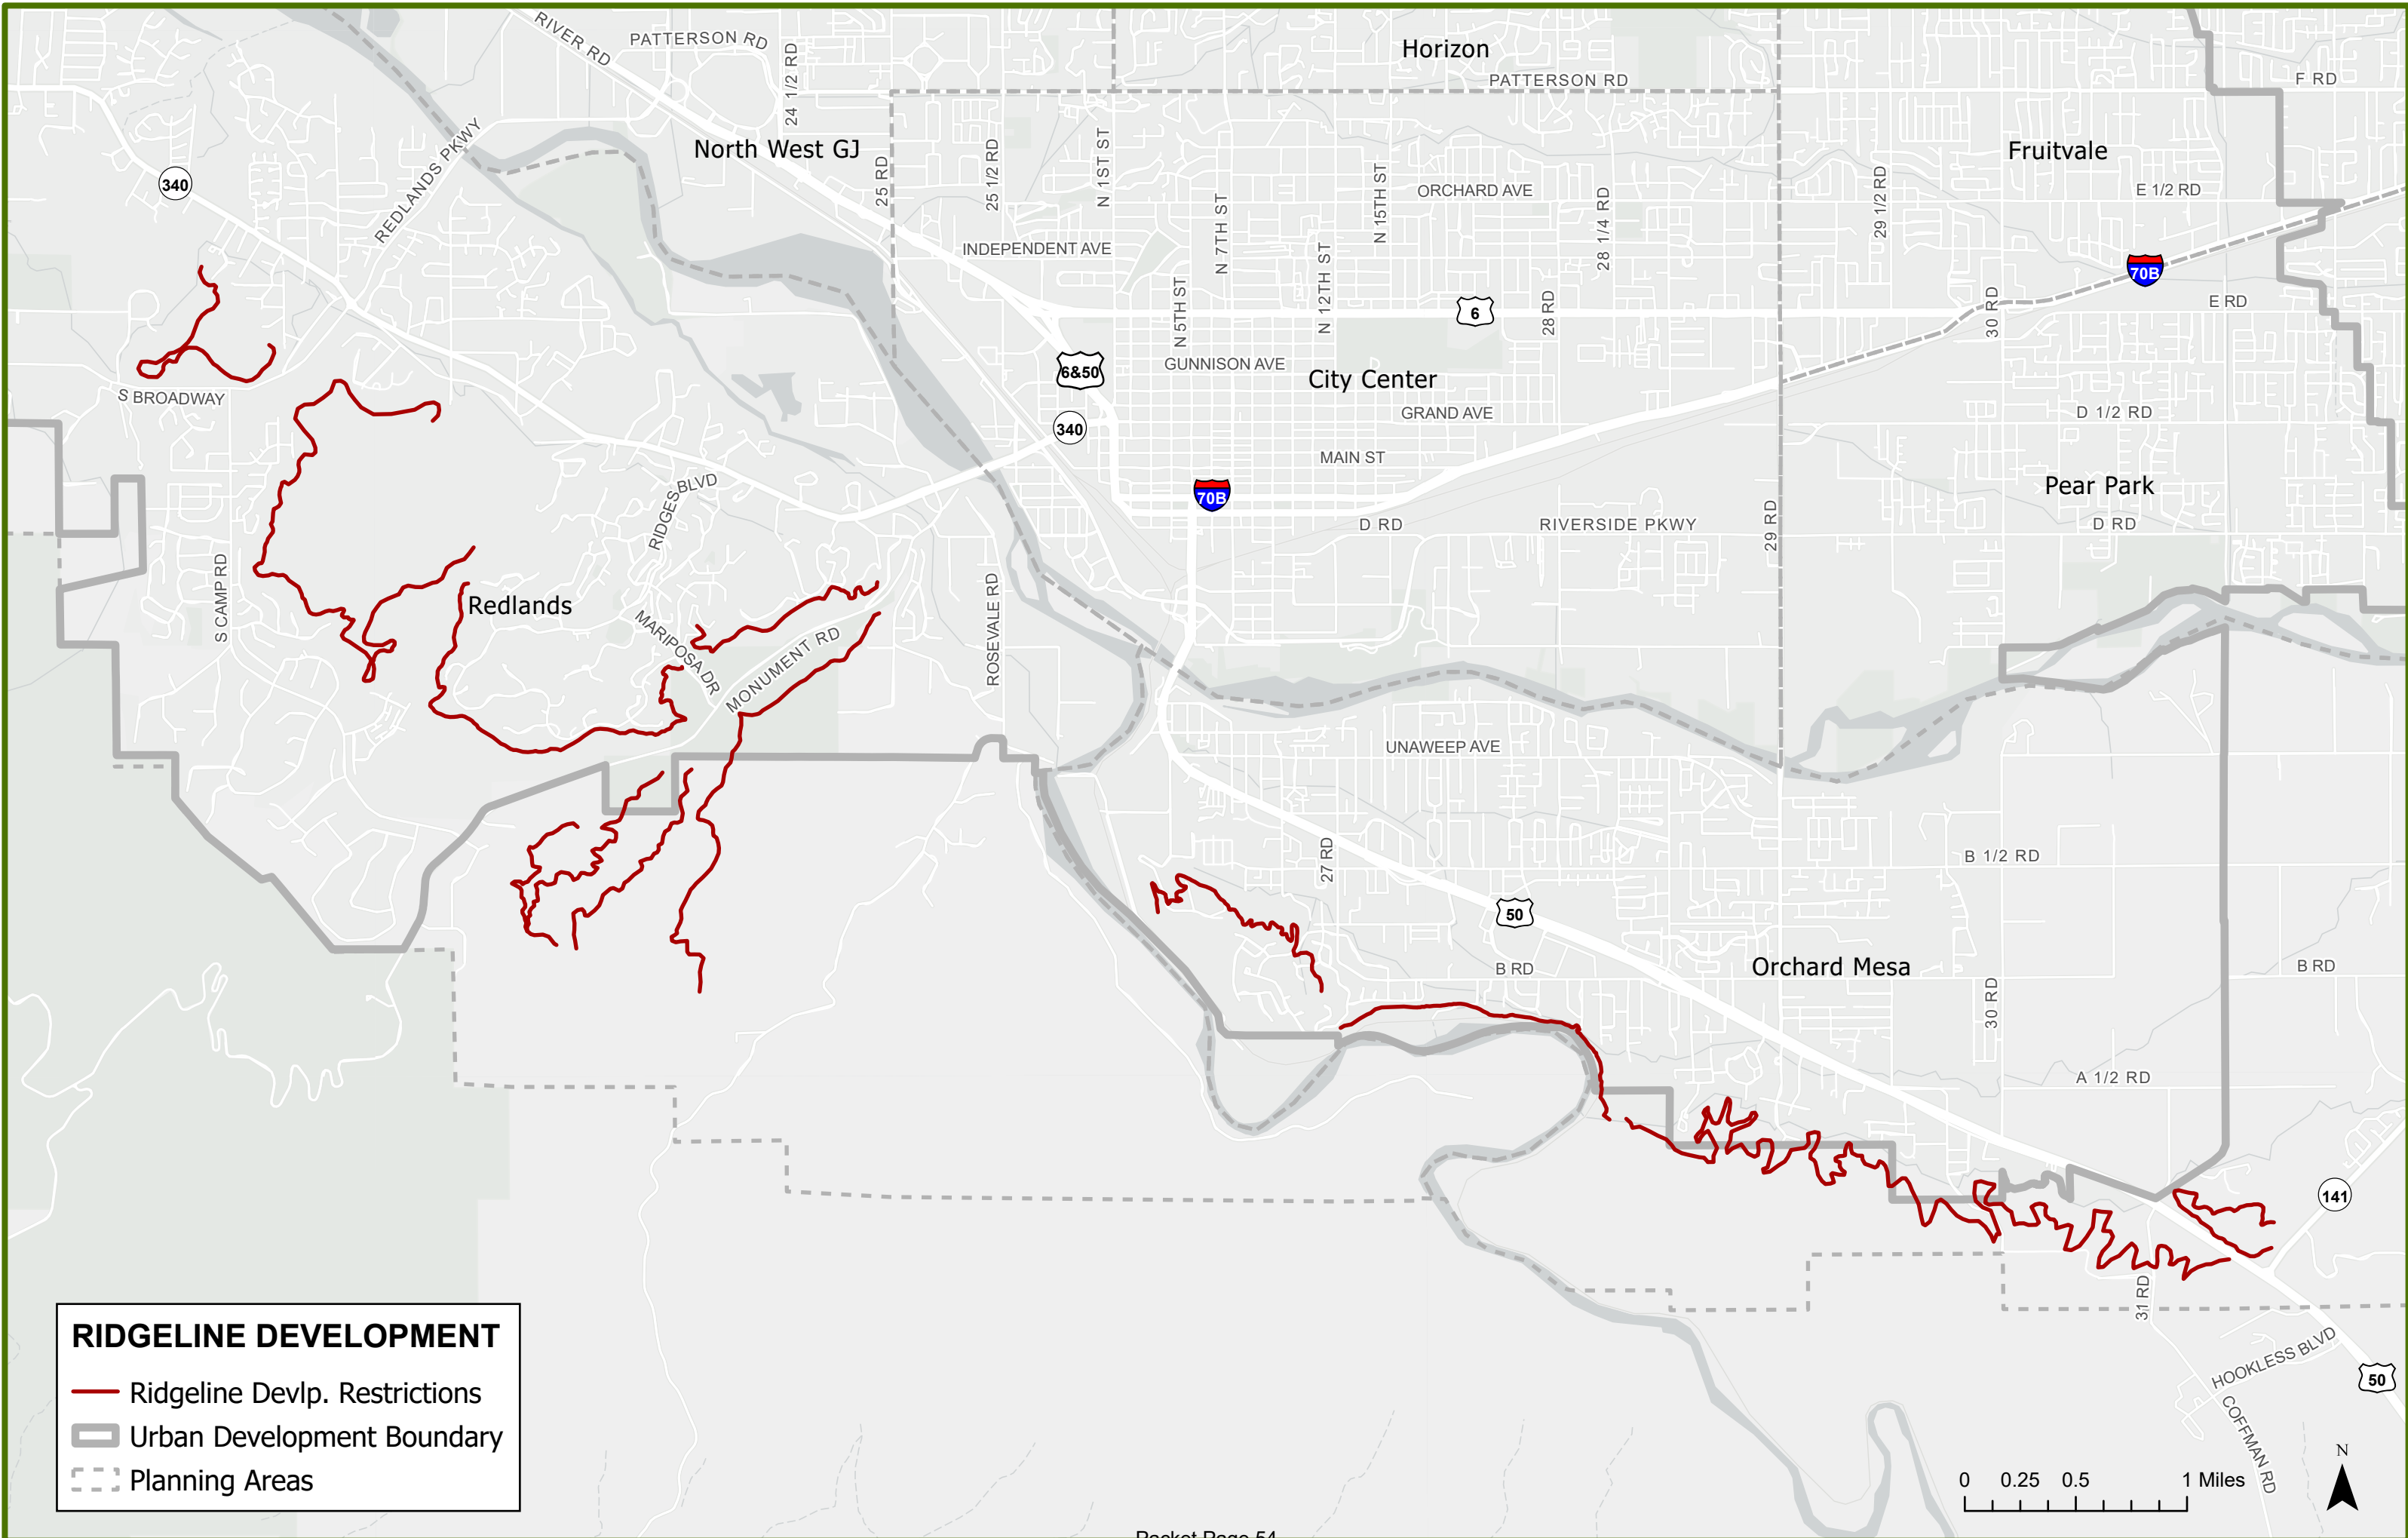 RIVER RD
PATTERSON RD
24 1/2 RD
Horizon
PATTERSON RD
F RD
North West GJ
REDLANDS PKWY
340
25 RD
25 1/2 RD
N 1ST ST
N 7TH ST
N 15TH ST
ORCHARD AVE
28 1/4 RD
29 1/2 RD
Fruitvale
E 1/2 RD
INDEPENDENT AVE
N 5TH ST
N 12TH ST
6
28 RD
30 RD
70B
E RD
6&50
GUNNISON AVE
City Center
S BROADWAY
340
GRAND AVE
D 1/2 RD
MAIN ST
RIDGES BLVD
70B
Pear Park
D RD
RIVERSIDE PKWY
29 RD
D RD
S CAMP RD
Redlands
MARIPOSA DR
MONUMENT RD
ROSEVALE RD
UNAWEEP AVE
27 RD
B 1/2 RD
50
B RD
Orchard Mesa
B RD
30 RD
A 1/2 RD
141
31 RD
HOOKLESS BLVD
50
COFFMAN RD
RIDGELINE DEVELOPMENT
Ridgeline Devlp. Restrictions
Urban Development Boundary
Planning Areas
N
0 0.25 0.5 1 Miles
Packet Page 54